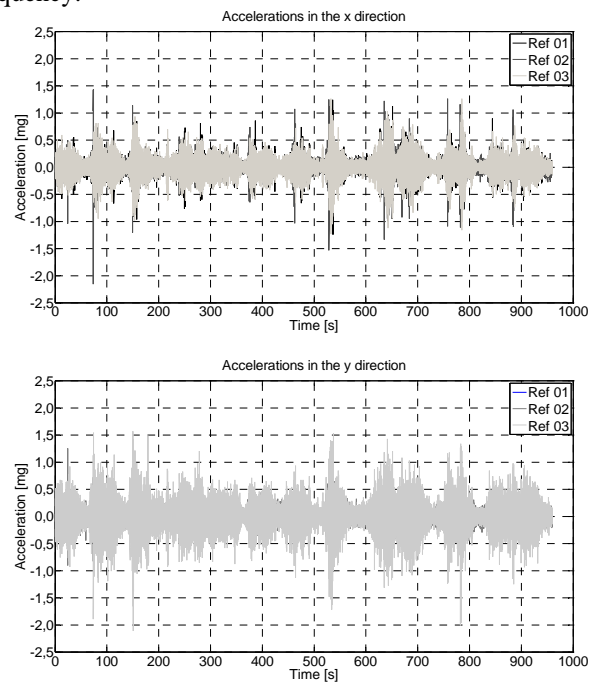 quency.
Accelerations in the x direction
2,5
2,0
1,5
1,0
0,5
0,0
-0,5
-1,0
-1,5
-2,0
-2,5
Acceleration [mg]
Ref 01
Ref 02
Ref 03
0 100 200 300 400 500 600 700 800 900 1000
Time [s]
Accelerations in the y direction
2,5
2,0
1,5
1,0
0,5
0,0
-0,5
-1,0
-1,5
-2,0
-2,5
Acceleration [mg]
Ref 01
Ref 02
Ref 03
0 100 200 300 400 500 600 700 800 900 1000
Time [s]